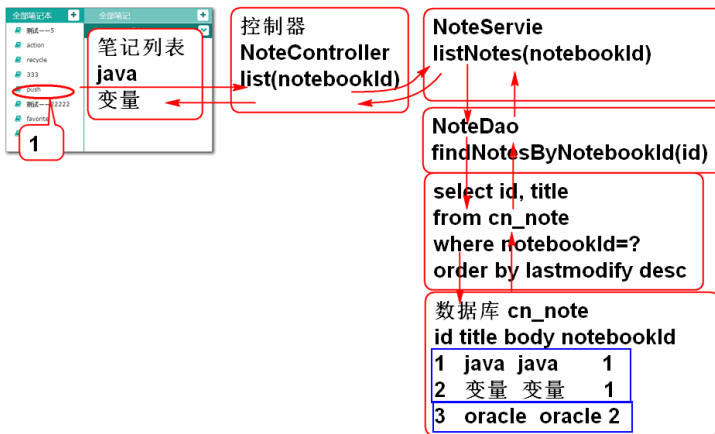 全部笔记本
测试——5
action
recycle
333
push
测试——22222
favorite
1
全部笔记
笔记列表
java
变量
控制器
NoteController
list(notebookId)
NoteServie
listNotes(notebookId)
NoteDao
findNotesByNotebookId(id)
select id, title
from cn_note
where notebookId=?
order by lastmodify desc
数据库 cn_note
id title body notebookId
1 java java 1
2 变量 变量 1
3 oracle oracle 2